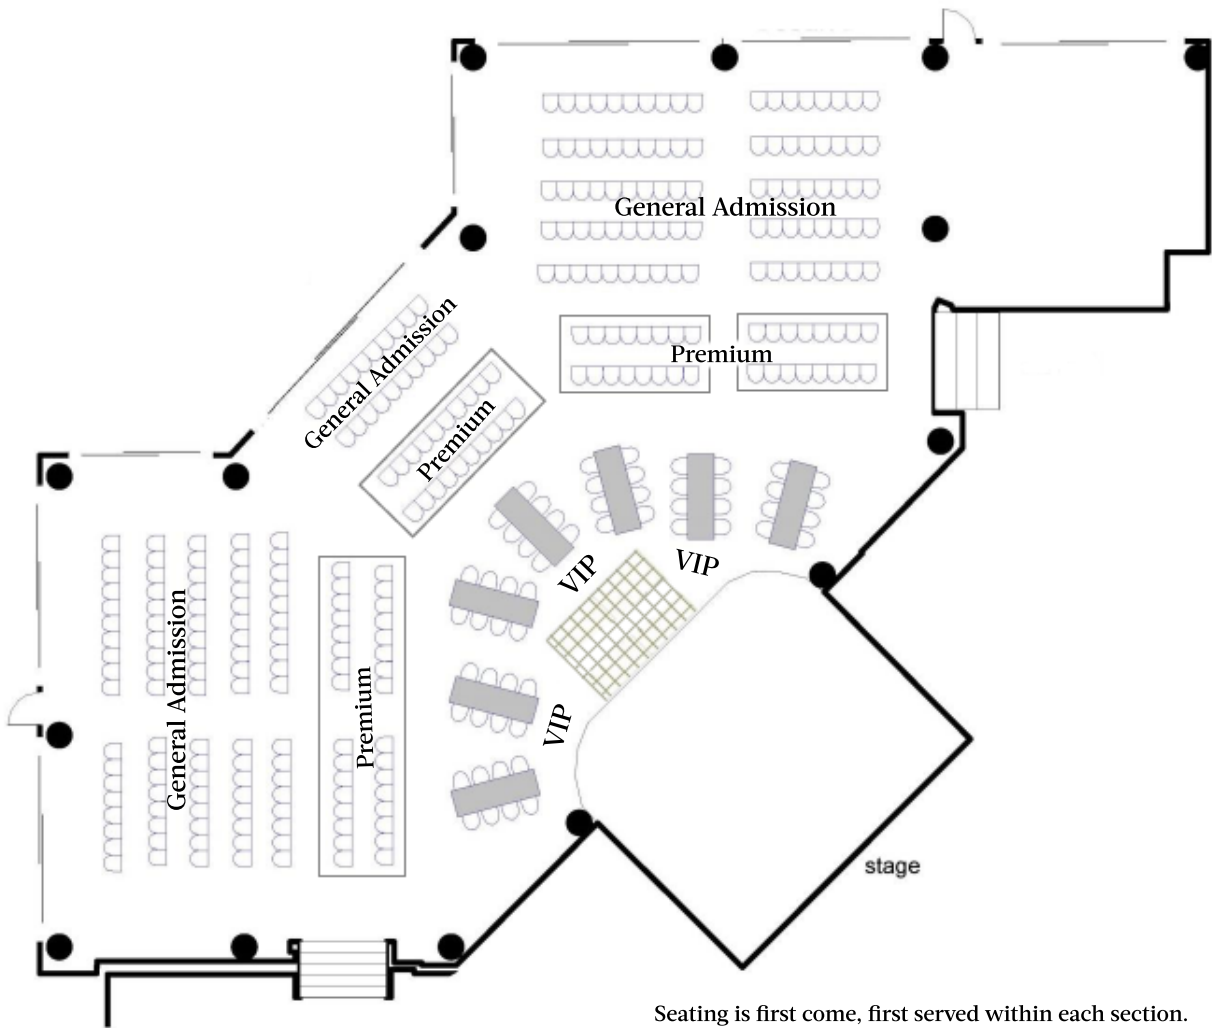 General Admission
Premium
General Admission
Premium
VIP
VIP
General Admission
Premium
VIP
stage
Seating is first come, first served within each section.